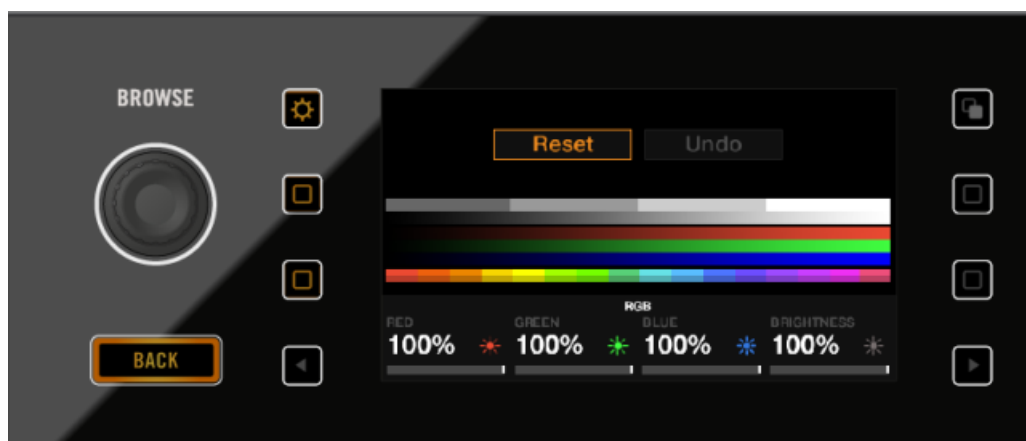 BROWSE
Reset Undo
RGB
RED GREEN BLUE BRIGHTNESS
100% 100% 100% 100%
BACK